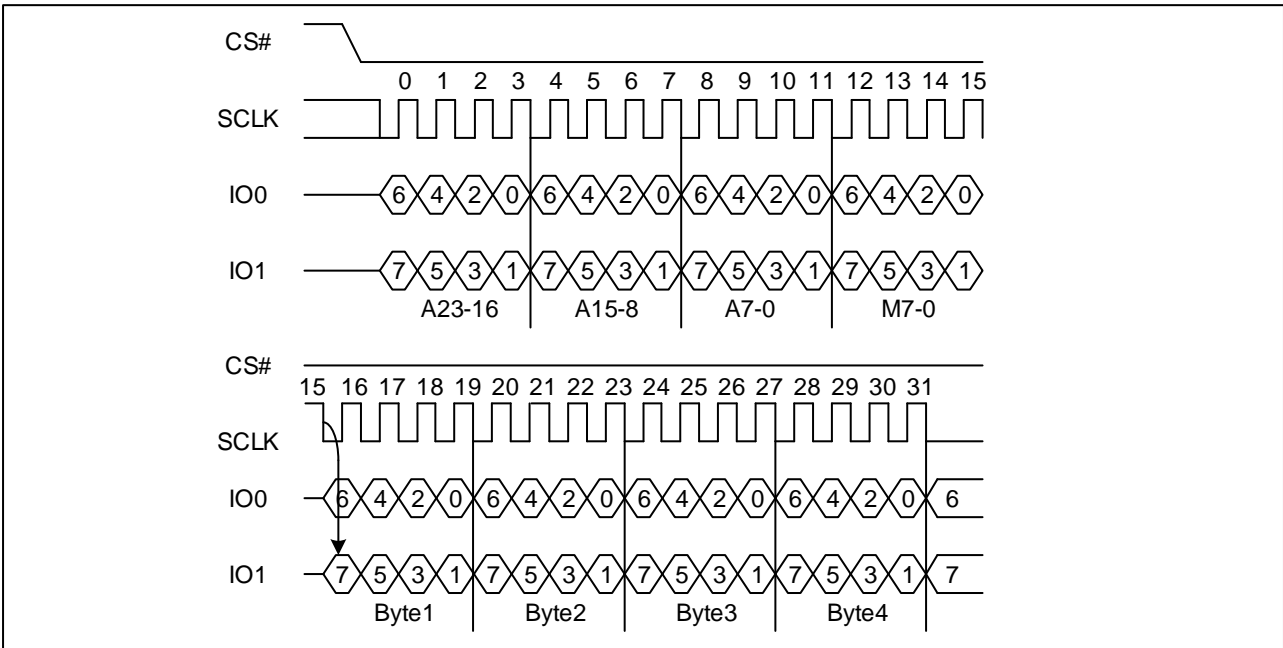 CS#
0 1 2 3 4 5 6 7 8 9 10 11 12 13 14 15
SCLK
IO0 6 4 2 0 6 4 2 0 6 4 2 0 6 4 2 0
IO1 7 5 3 1 7 5 3 1 7 5 3 1 7 5 3 1
A23-16 A15-8 A7-0 M7-0
CS#
15 16 17 18 19 20 21 22 23 24 25 26 27 28 29 30 31
SCLK
IO0 6 4 2 0 6 4 2 0 6 4 2 0 6 4 2 0 6
IO1 7 5 3 1 7 5 3 1 7 5 3 1 7 5 3 1 7
Byte1 Byte2 Byte3 Byte4